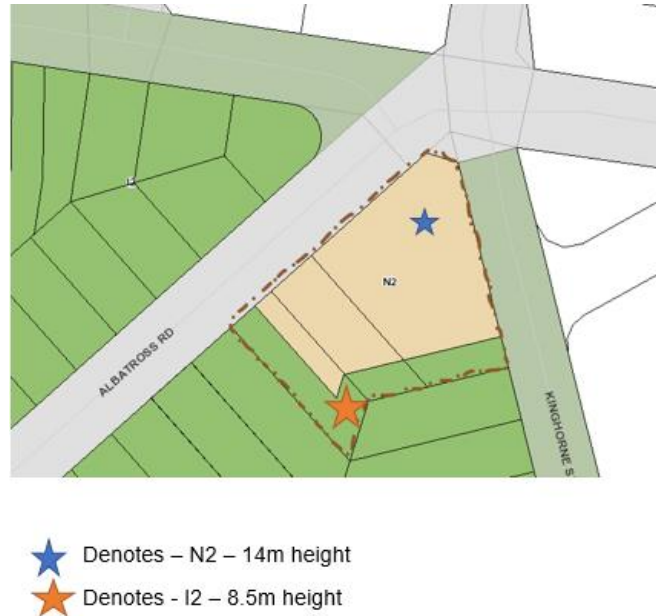 N2
ALBATROSS RD
KINGHORNE S
Denotes – N2 – 14m height
Denotes - I2 – 8.5m height